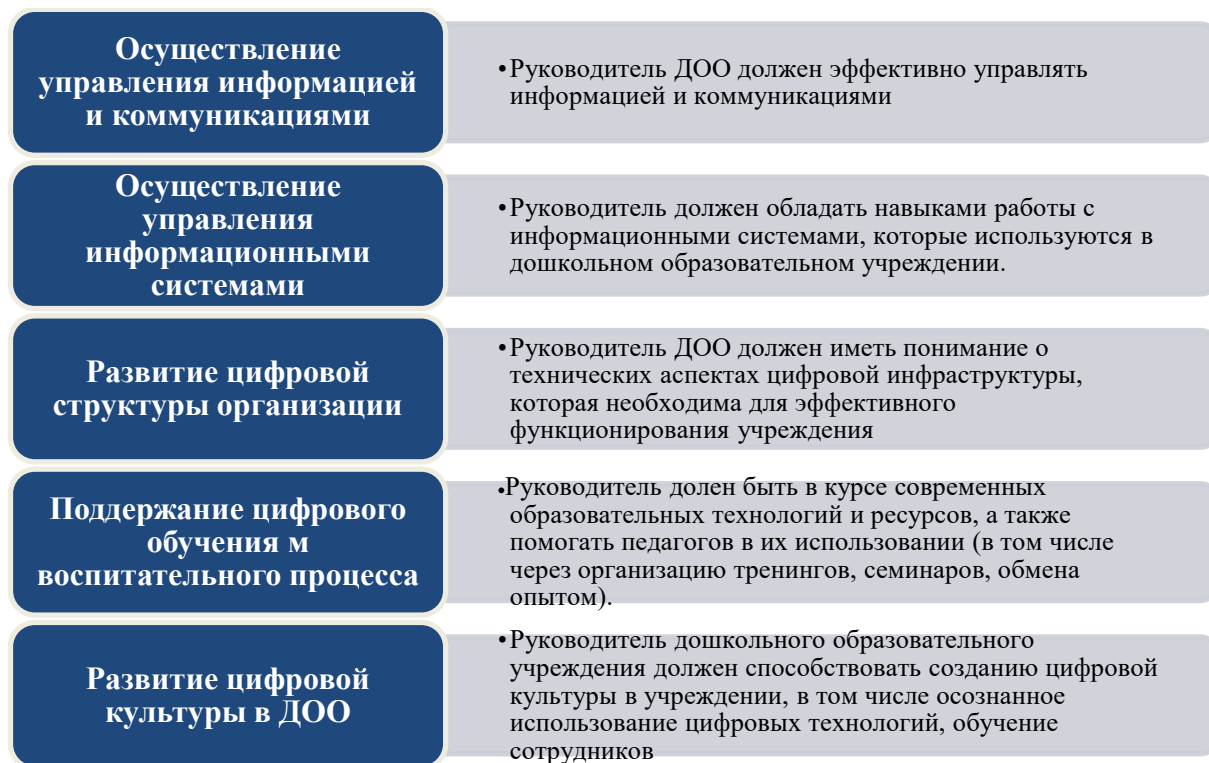 Осуществление
управления информацией
и коммуникациями
•Руководитель ДОО должен эффективно управлять
информацией и коммуникациями
Осуществление
управления
информационными
системами
•Руководитель должен обладать навыками работы с
информационными системами, которые используются в
дошкольном образовательном учреждении.
Развитие цифровой
структуры организации
•Руководитель ДОО должен иметь понимание о
технических аспектах цифровой инфраструктуры,
которая необходима для эффективного
функционирования учреждения
Поддержание цифрового
обучения м
воспитательного процесса
•Руководитель долен быть в курсе современных
образовательных технологий и ресурсов, а также
помогать педагогов в их использовании (в том числе
через организацию тренингов, семинаров, обмена
опытом).
Развитие цифровой
культуры в ДОО
•Руководитель дошкольного образовательного
учреждения должен способствовать созданию цифровой
культуры в учреждении, в том числе осознанное
использование цифровых технологий, обучение
сотрудников